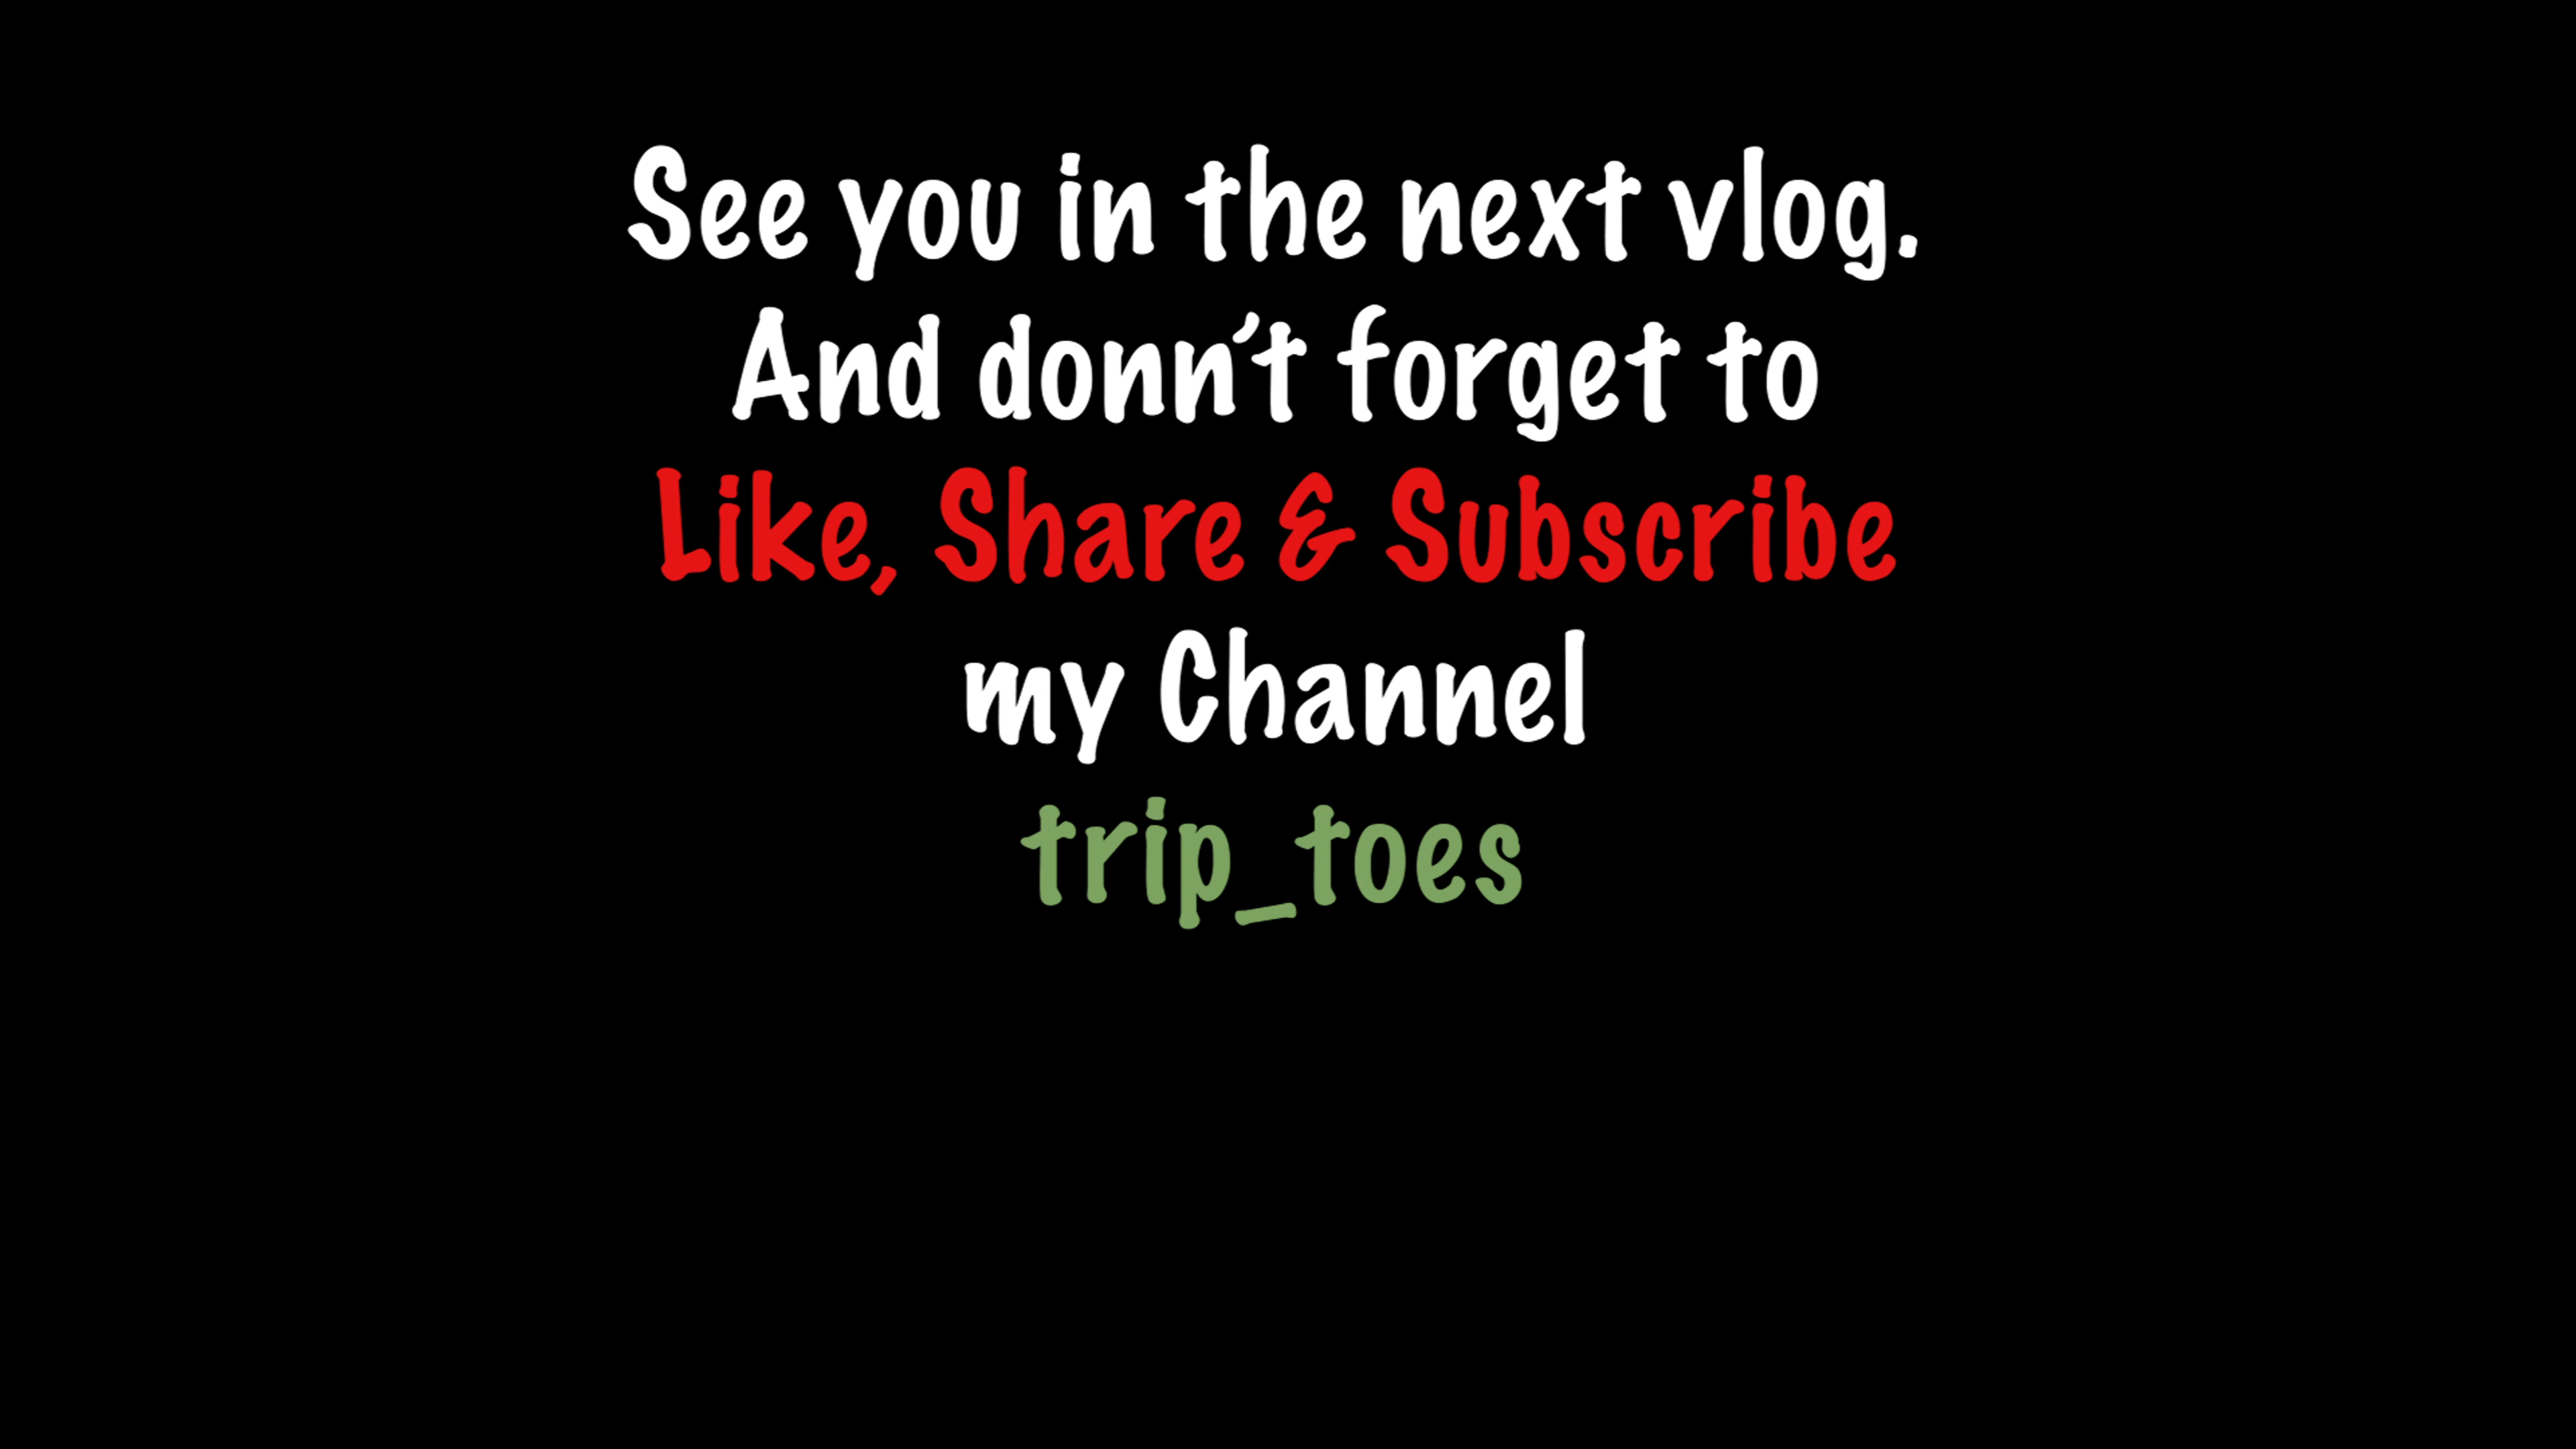 See you in the next vlog.
And donn't forget to
Like, Share & Subscribe
my Channel
trip_toes